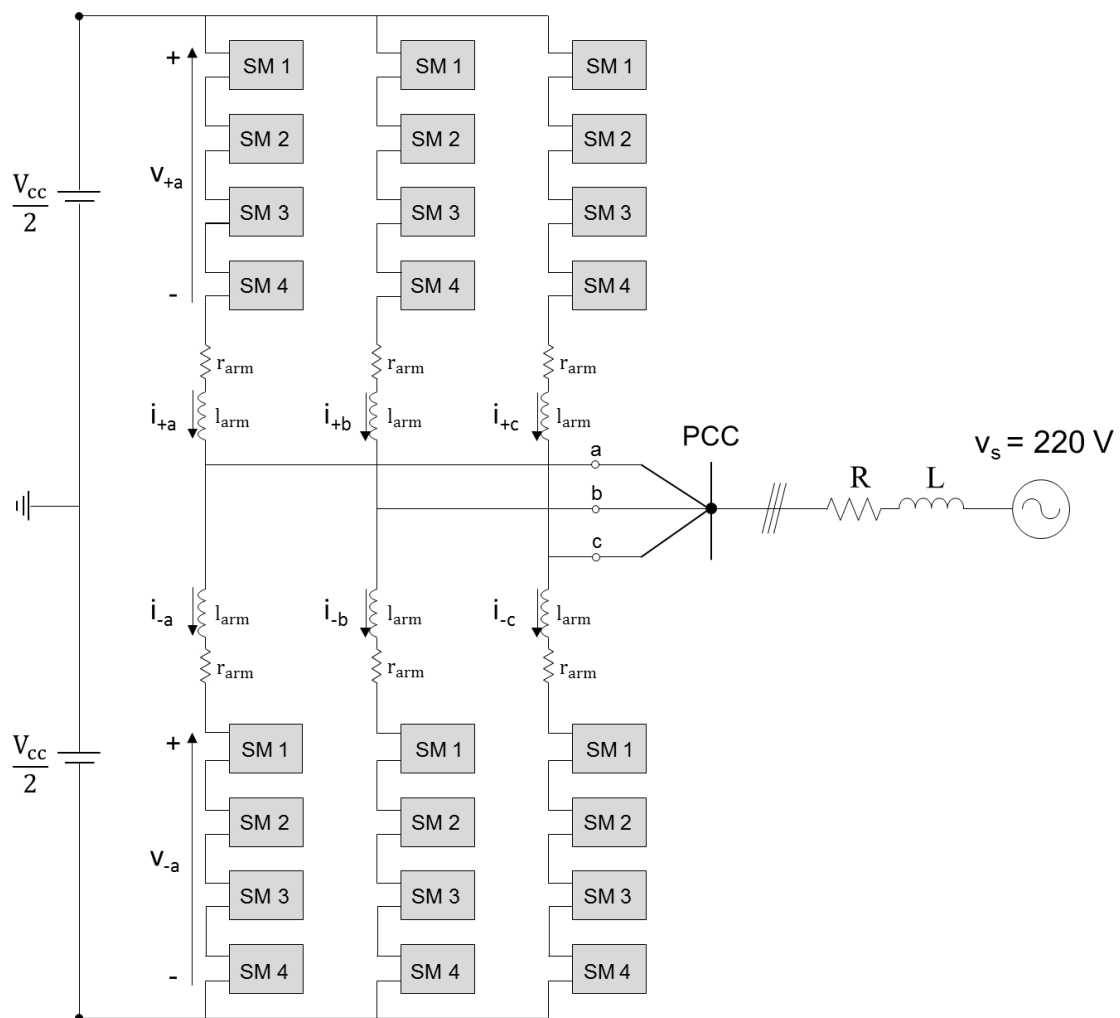 + SM 1 SM 1 SM 1
SM 2 SM 2 SM 2
Vcc/2 v+a
SM 3 SM 3 SM 3
- SM 4 SM 4 SM 4
rarm rarm rarm
i+a larm i+b larm i+c larm
PCC vs = 220 V
a
R L
b
c
i-a larm i-b larm i-c larm
rarm rarm rarm
+ SM 1 SM 1 SM 1
Vcc/2
SM 2 SM 2 SM 2
v-a
SM 3 SM 3 SM 3
- SM 4 SM 4 SM 4